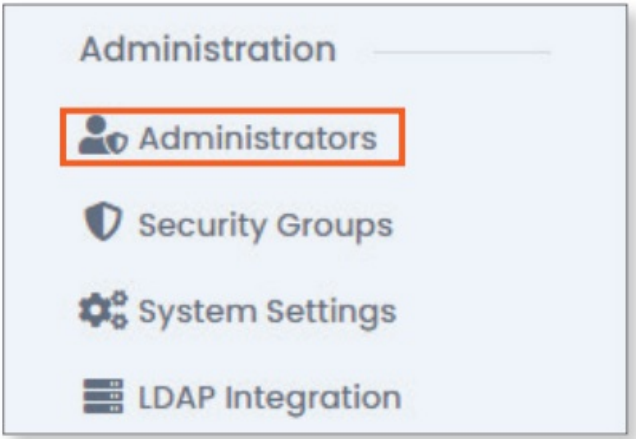 Administration
Administrators
Security Groups
System Settings
LDAP Integration